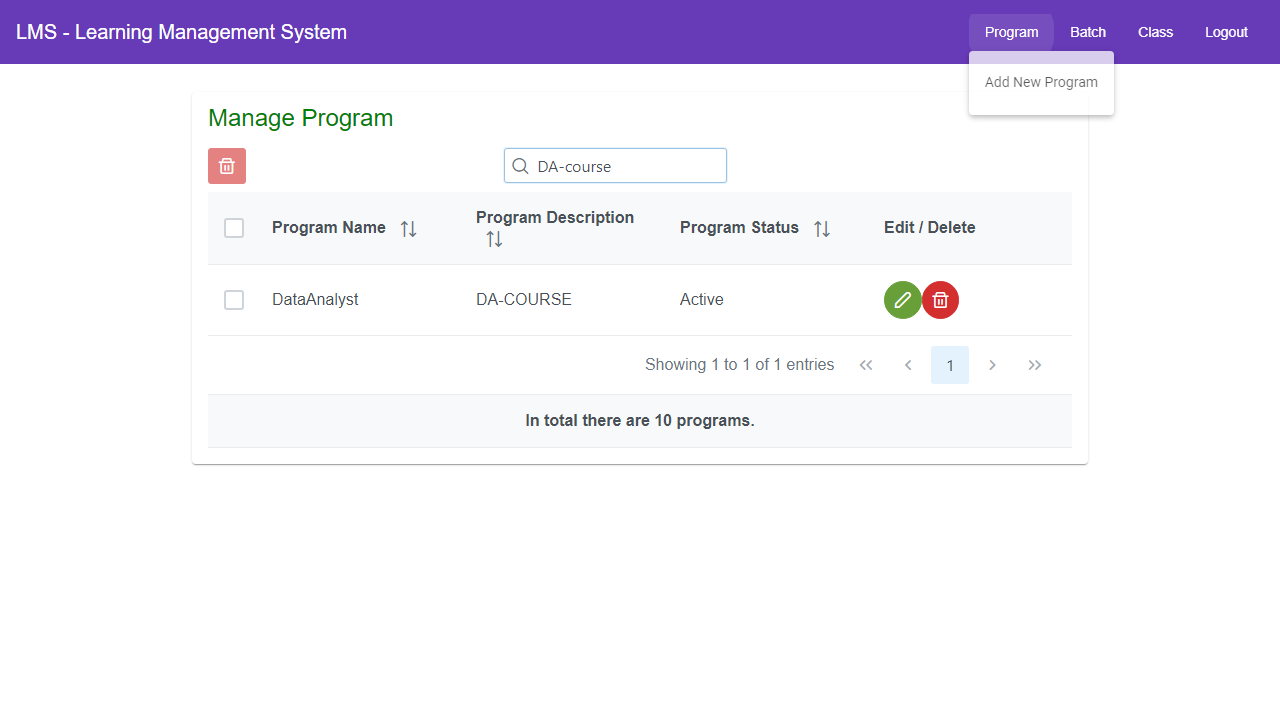 LMS - Learning Management System
Program Batch Class Logout
Add New Program
Manage Program
DA-course
Program Name Program Description Program Status Edit / Delete
DataAnalyst DA-COURSE Active
Showing 1 to 1 of 1 entries 1
In total there are 10 programs.